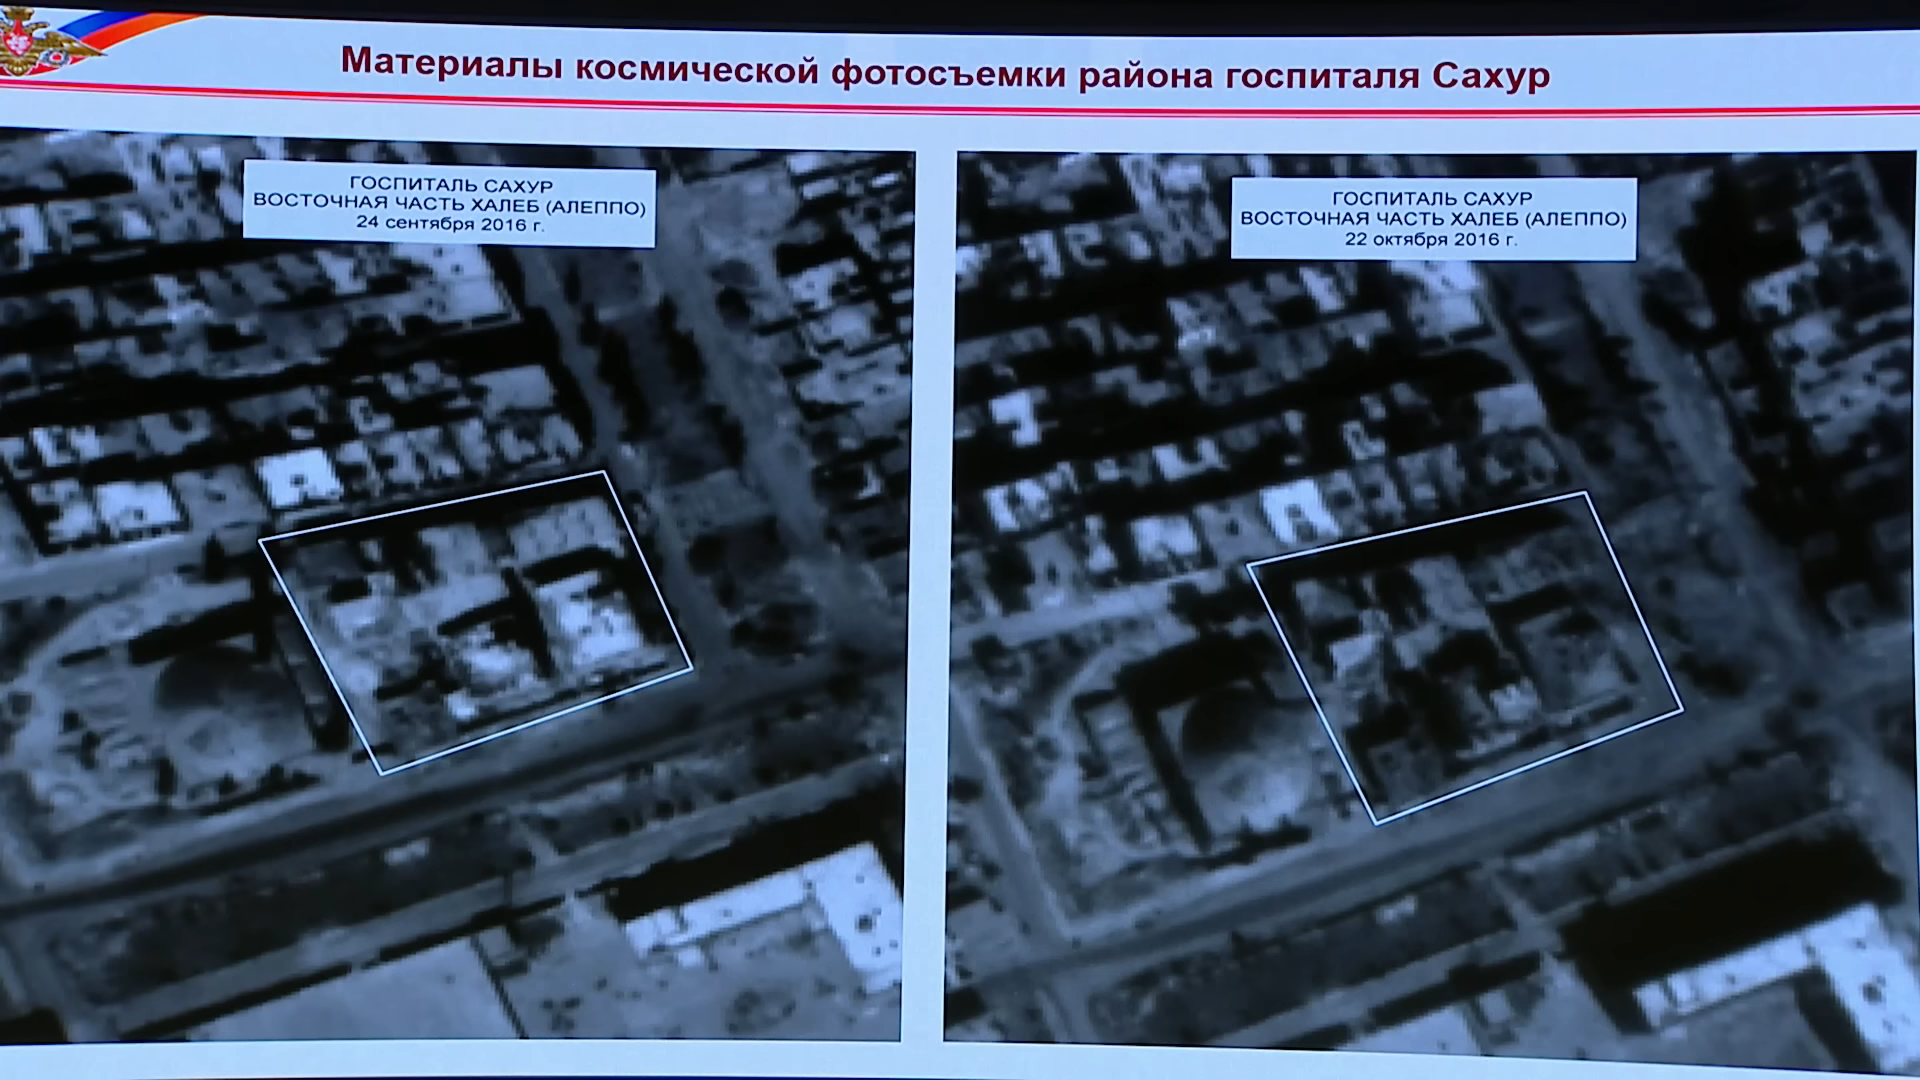 Материалы космической фотосъемки района госпиталя Сахур
ГОСПИТАЛЬ САХУР
ВОСТОЧНАЯ ЧАСТЬ ХАЛЕБ (АЛЕППО)
24 сентября 2016 г.
ГОСПИТАЛЬ САХУР
ВОСТОЧНАЯ ЧАСТЬ ХАЛЕБ (АЛЕППО)
22 октября 2016 г.